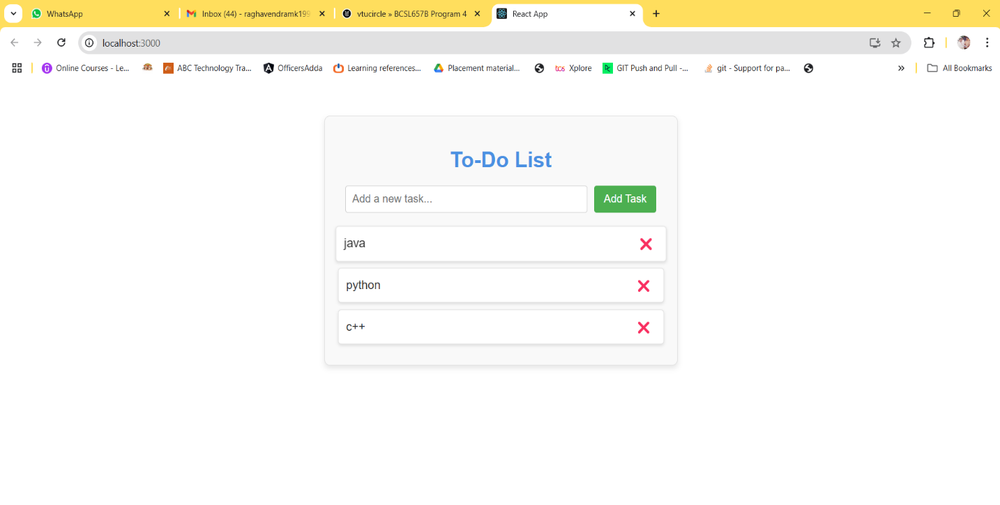 WhatsApp
Inbox (44) - raghavendramk199
vtucircle » BCSL657B Program 4
React App
localhost:3000
Online Courses - Le...
ABC Technology Tra...
OfficersAdda
Learning references...
Placement material...
tcs Xplore
GIT Push and Pull -...
git - Support for pa...
All Bookmarks
To-Do List
Add a new task...
Add Task
java
python
c++